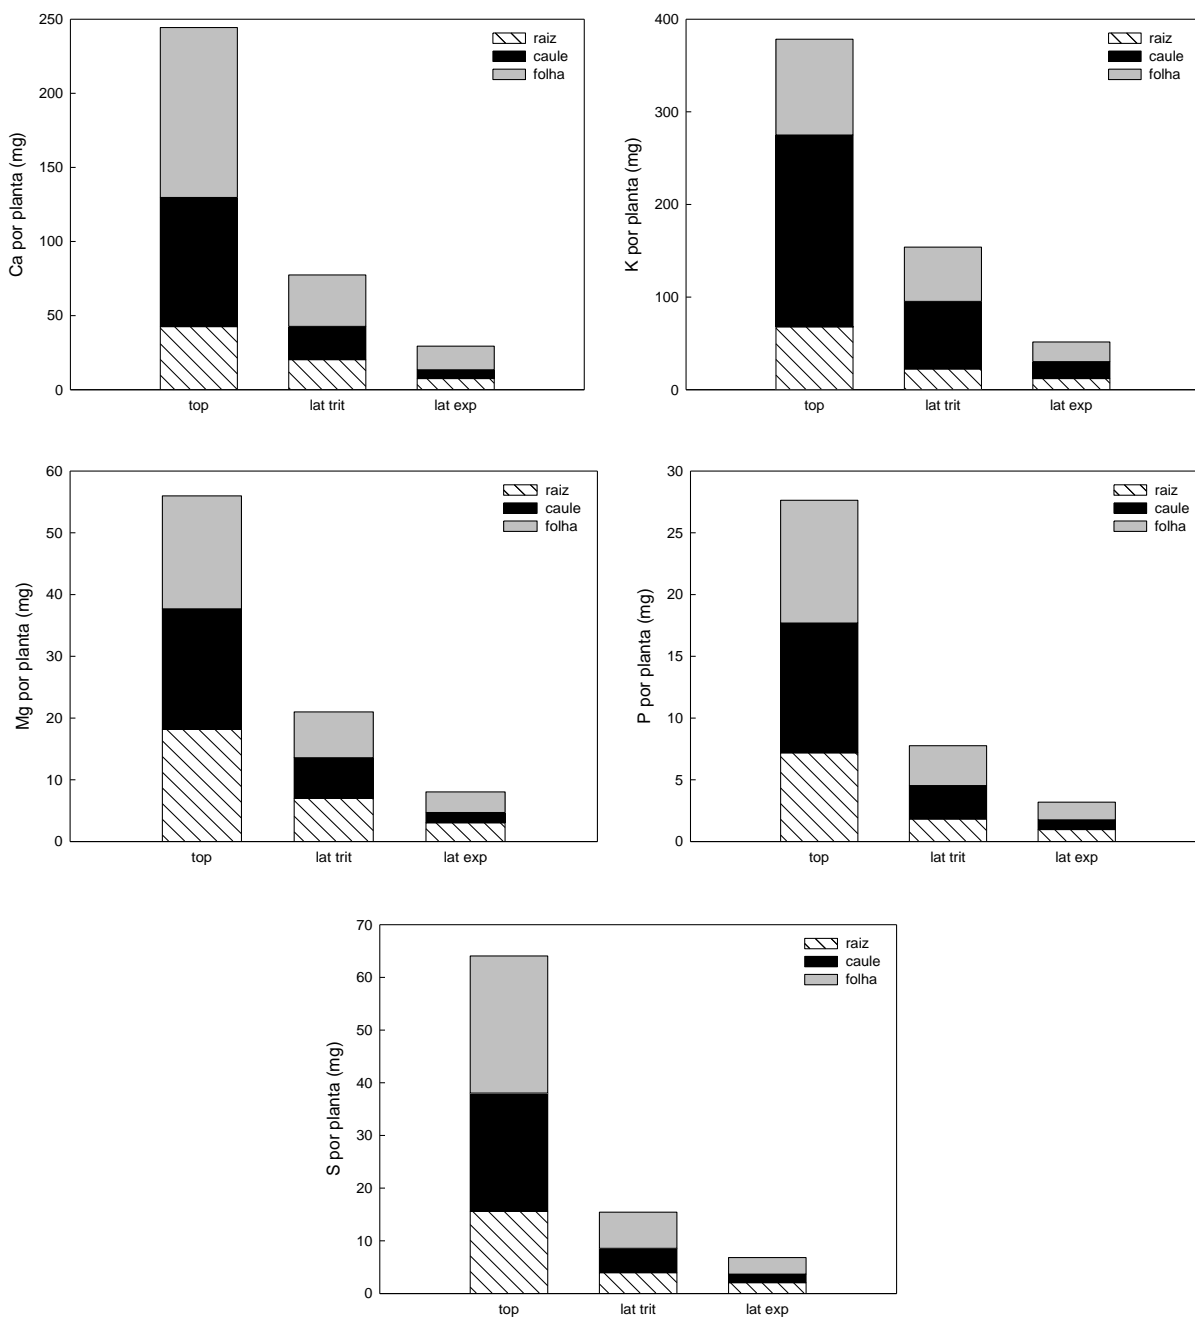 Ca por planta (mg)
250
200
150
100
50
0
raiz
caule
folha
top lat trit lat exp
K por planta (mg)
400
300
200
100
0
raiz
caule
folha
top lat trit lat exp
Mg por planta (mg)
60
50
40
30
20
10
0
raiz
caule
folha
top lat trit lat exp
P por planta (mg)
30
25
20
15
10
5
0
raiz
caule
folha
top lat trit lat exp
S por planta (mg)
70
60
50
40
30
20
10
0
raiz
caule
folha
top lat trit lat exp